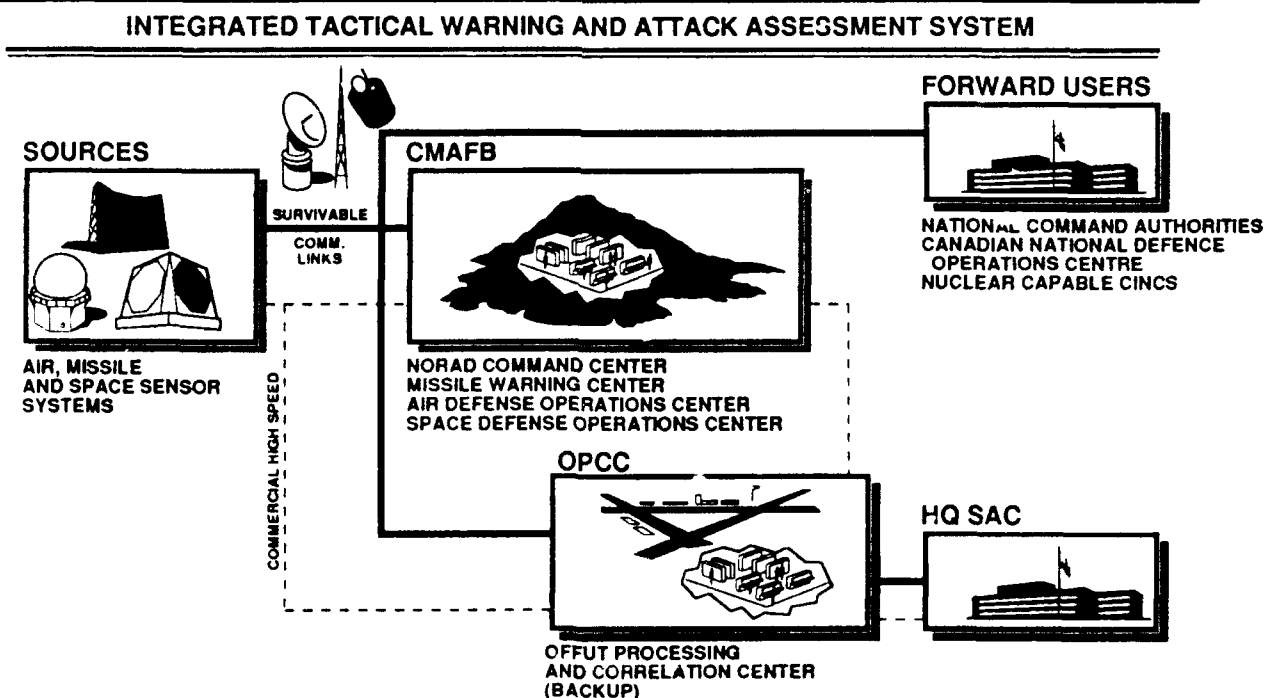 INTEGRATED TACTICAL WARNING AND ATTACK ASSESSMENT SYSTEM
FORWARD USERS
SOURCES
CMAFB
SURVIVABLE
COMM.
LINKS
NATIONAL COMMAND AUTHORITIES
CANADIAN NATIONAL DEFENCE
OPERATIONS CENTRE
NUCLEAR CAPABLE CINCS
AIR, MISSILE
AND SPACE SENSOR
SYSTEMS
COMMERCIAL HIGH SPEED
NORAD COMMAND CENTER
MISSILE WARNING CENTER
AIR DEFENSE OPERATIONS CENTER
SPACE DEFENSE OPERATIONS CENTER
OPCC
HQ SAC
OFFUT PROCESSING
AND CORRELATION CENTER
(BACKUP)